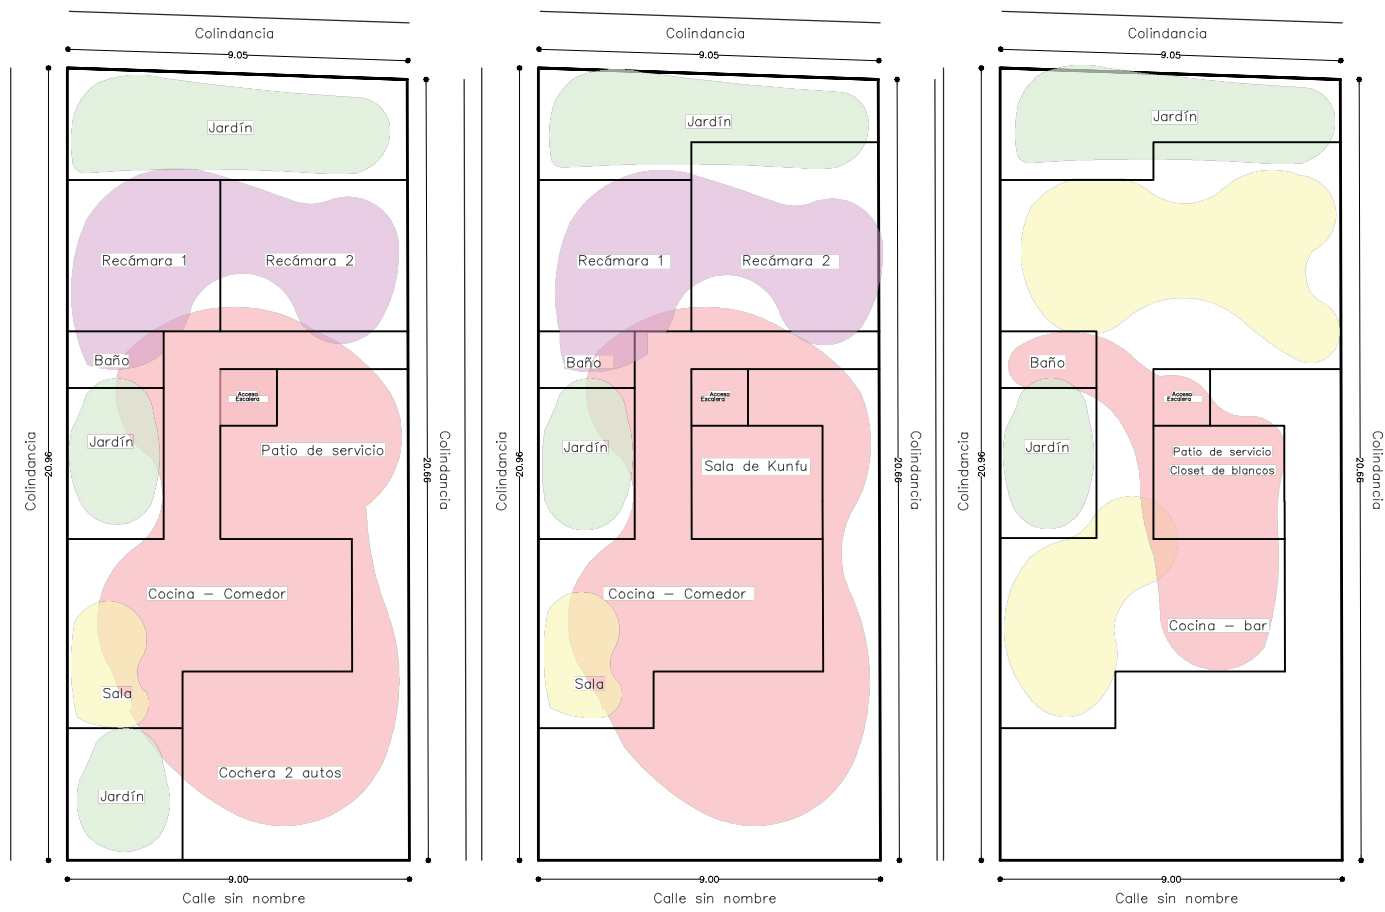 Colindancia
9.05
Jardín
Recámara 1
Recámara 2
Baño
Acceso
Escalera
Jardín
Patio de servicio
Colindancia
20.96
20.66
Colindancia
Cocina - Comedor
Sala
Cochera 2 autos
Jardín
9.00
Calle sin nombre
Colindancia
9.05
Jardín
Recámara 1
Recámara 2
Baño
Acceso
Escalera
Jardín
Sala de Kunfu
Colindancia
20.96
20.66
Colindancia
Cocina - Comedor
Sala
9.00
Calle sin nombre
Colindancia
9.05
Jardín
Baño
Acceso
Escalera
Jardín
Patio de servicio
Closet de blancos
Colindancia
20.96
20.66
Colindancia
Cocina - bar
9.00
Calle sin nombre